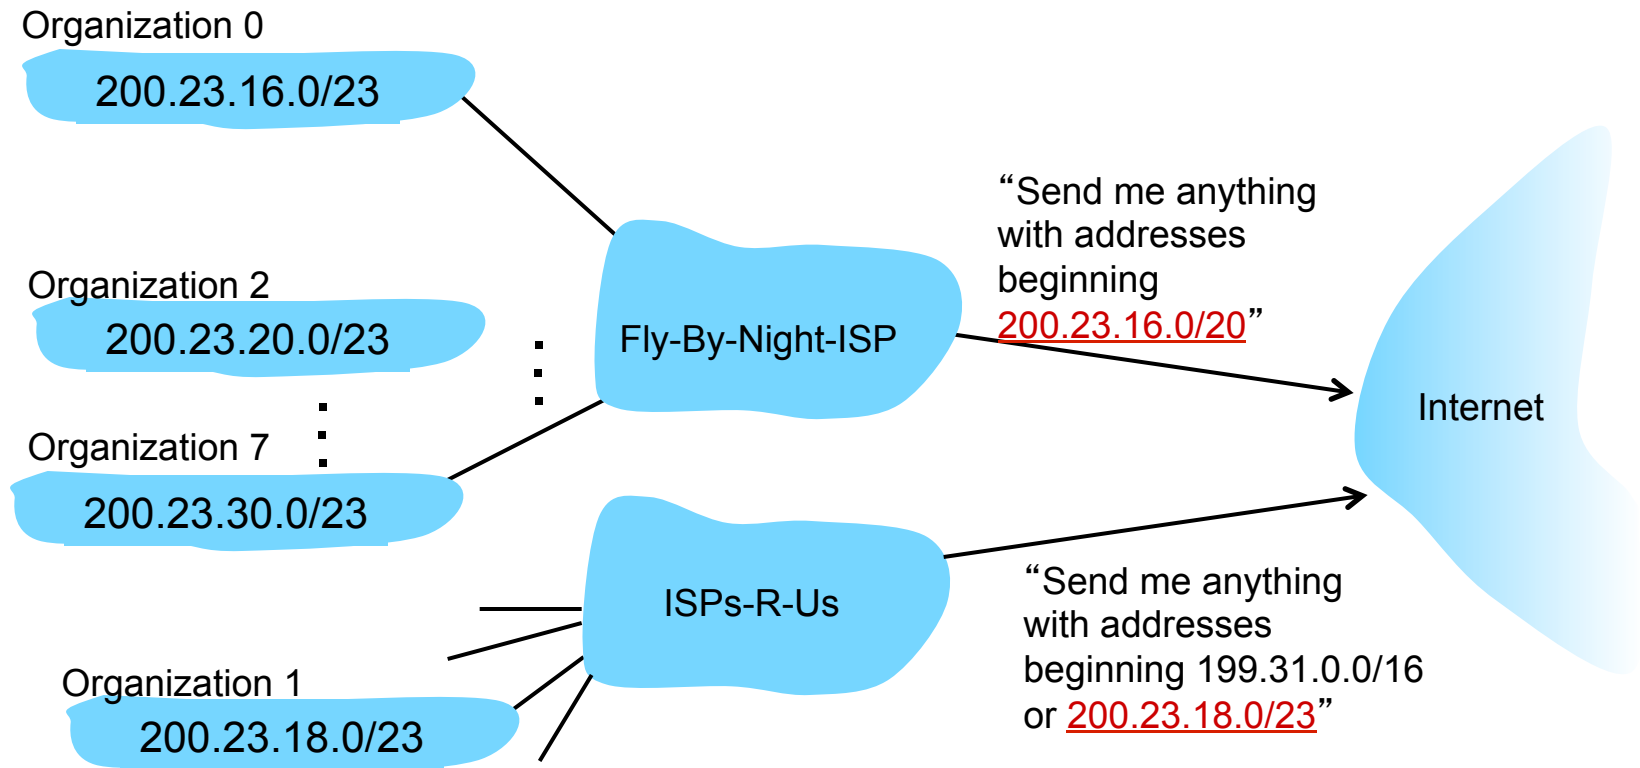 Organization 0
200.23.16.0/23
Organization 2
200.23.20.0/23
Organization 7
200.23.30.0/23
Organization 1
200.23.18.0/23
Fly-By-Night-ISP
ISPs-R-Us
“Send me anything
with addresses
beginning
200.23.16.0/20”
“Send me anything
with addresses
beginning 199.31.0.0/16
or 200.23.18.0/23”
Internet